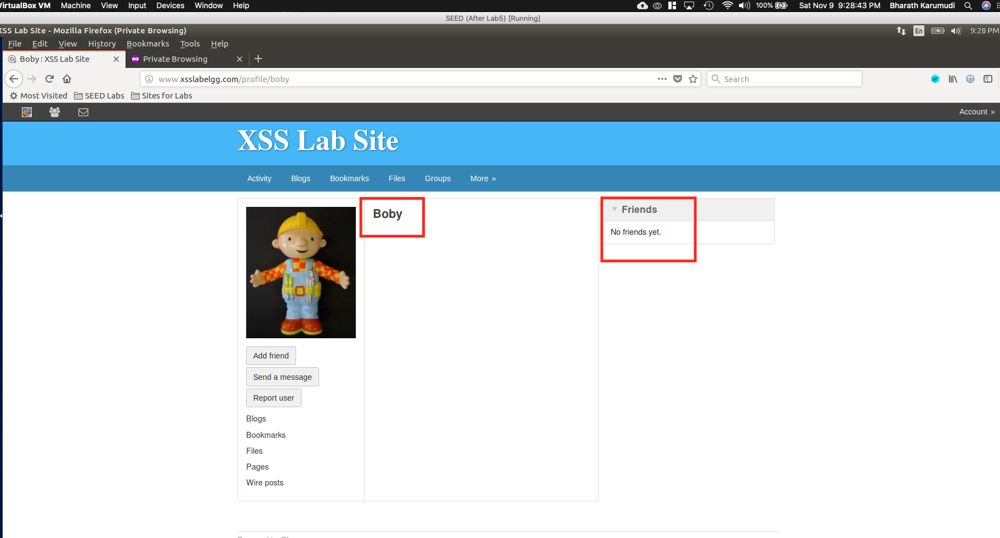 VirtualBox VM Machine View Input Devices Window Help 100% Sat Nov 9 9:28:43 PM Bharath Karumudi
SEED (After Lab5) [Running]
XSS Lab Site - Mozilla Firefox (Private Browsing) En 9:28 PM
File Edit View History Bookmarks Tools Help
Boby : XSS Lab Site Private Browsing
www.xsslabelgg.com/profile/boby Search
Most Visited SEED Labs Sites for Labs
Account »
XSS Lab Site
Activity Blogs Bookmarks Files Groups More »
Boby
Friends
No friends yet.
Add friend
Send a message
Report user
Blogs
Bookmarks
Files
Pages
Wire posts